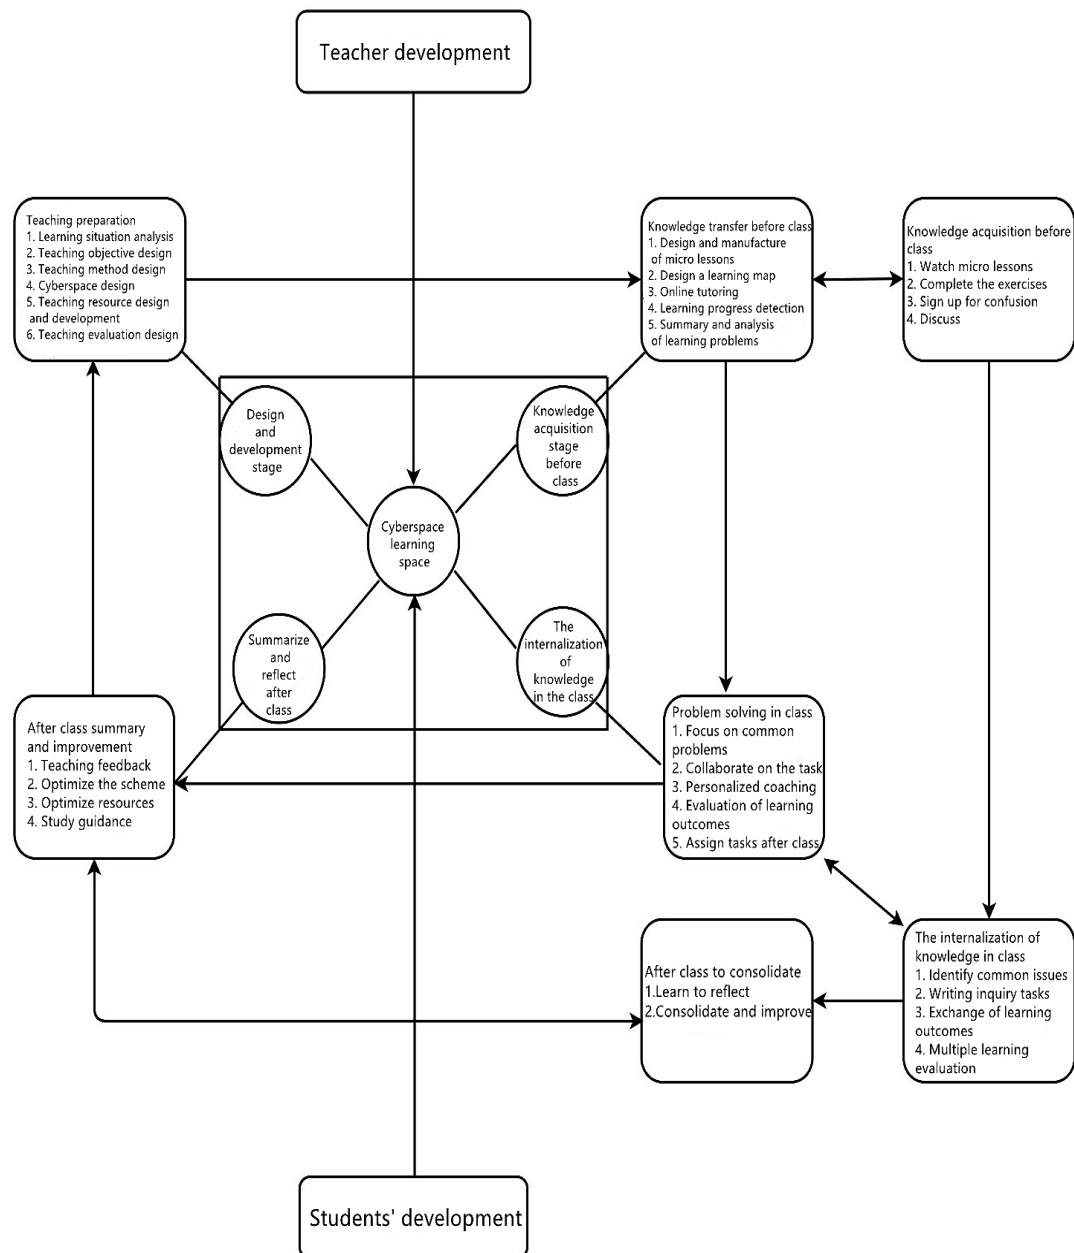 Teacher development
Teaching preparation
1. Learning situation analysis
2. Teaching objective design
3. Teaching method design
4. Cyberspace design
5. Teaching resource design
and development
6. Teaching evaluation design
Knowledge transfer before class
1. Design and manufacture
of micro lessons
2. Design a learning map
3. Online tutoring
4. Learning progress detection
5. Summary and analysis
of learning problems
Knowledge acquisition before
class
1. Watch micro lessons
2. Complete the exercises
3. Sign up for confusion
4. Discuss
Design
and
development
stage
Knowledge
acquisition
stage
before
class
Cyberspace
learning
space
Summarize
and
reflect
after
class
The
internalization
of
knowledge
in the class
After class summary
and improvement
1. Teaching feedback
2. Optimize the scheme
3. Optimize resources
4. Study guidance
Problem solving in class
1. Focus on common
problems
2. Collaborate on the task
3. Personalized coaching
4. Evaluation of learning
outcomes
5. Assign tasks after class
After class to consolidate
1.Learn to reflect
2.Consolidate and improve
The internalization of
knowledge in class
1. Identify common issues
2. Writing inquiry tasks
3. Exchange of learning
outcomes
4. Multiple learning
evaluation
Students' development